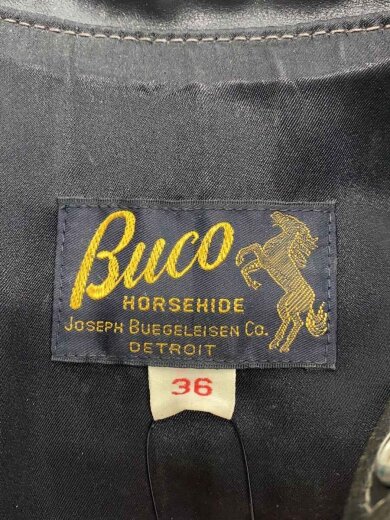 Buco
HORSEHIDE
JOSEPH BUEGELEISEN CO.
DETROIT
36